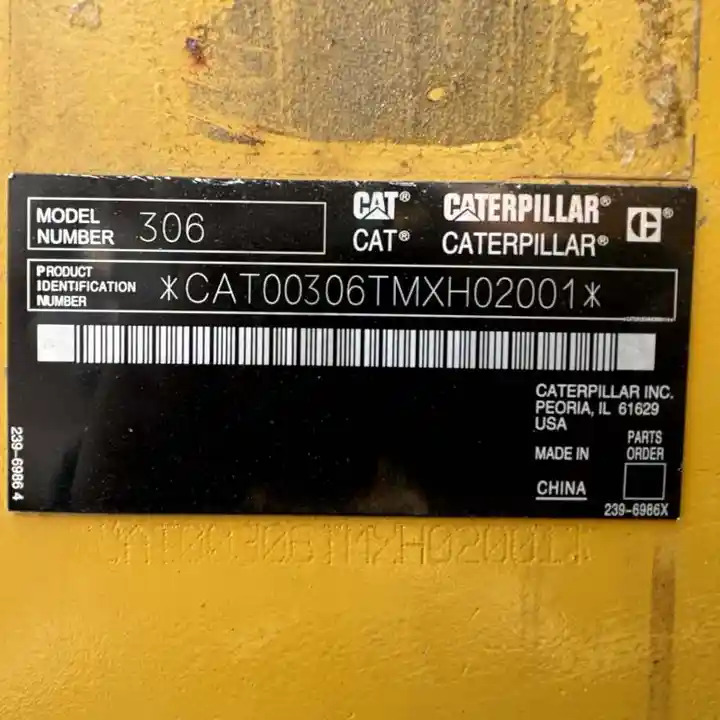 MODEL NUMBER 306
CAT® CATERPILLAR® ®
CAT® CATERPILLAR®
PRODUCT IDENTIFICATION NUMBER *CAT00306TMXH02001*
CATERPILLAR INC.
PEORIA, IL 61629
USA
MADE IN
CHINA
PARTS
ORDER
239-6986X
239-6986 4
*CAT00306TMXH02001*